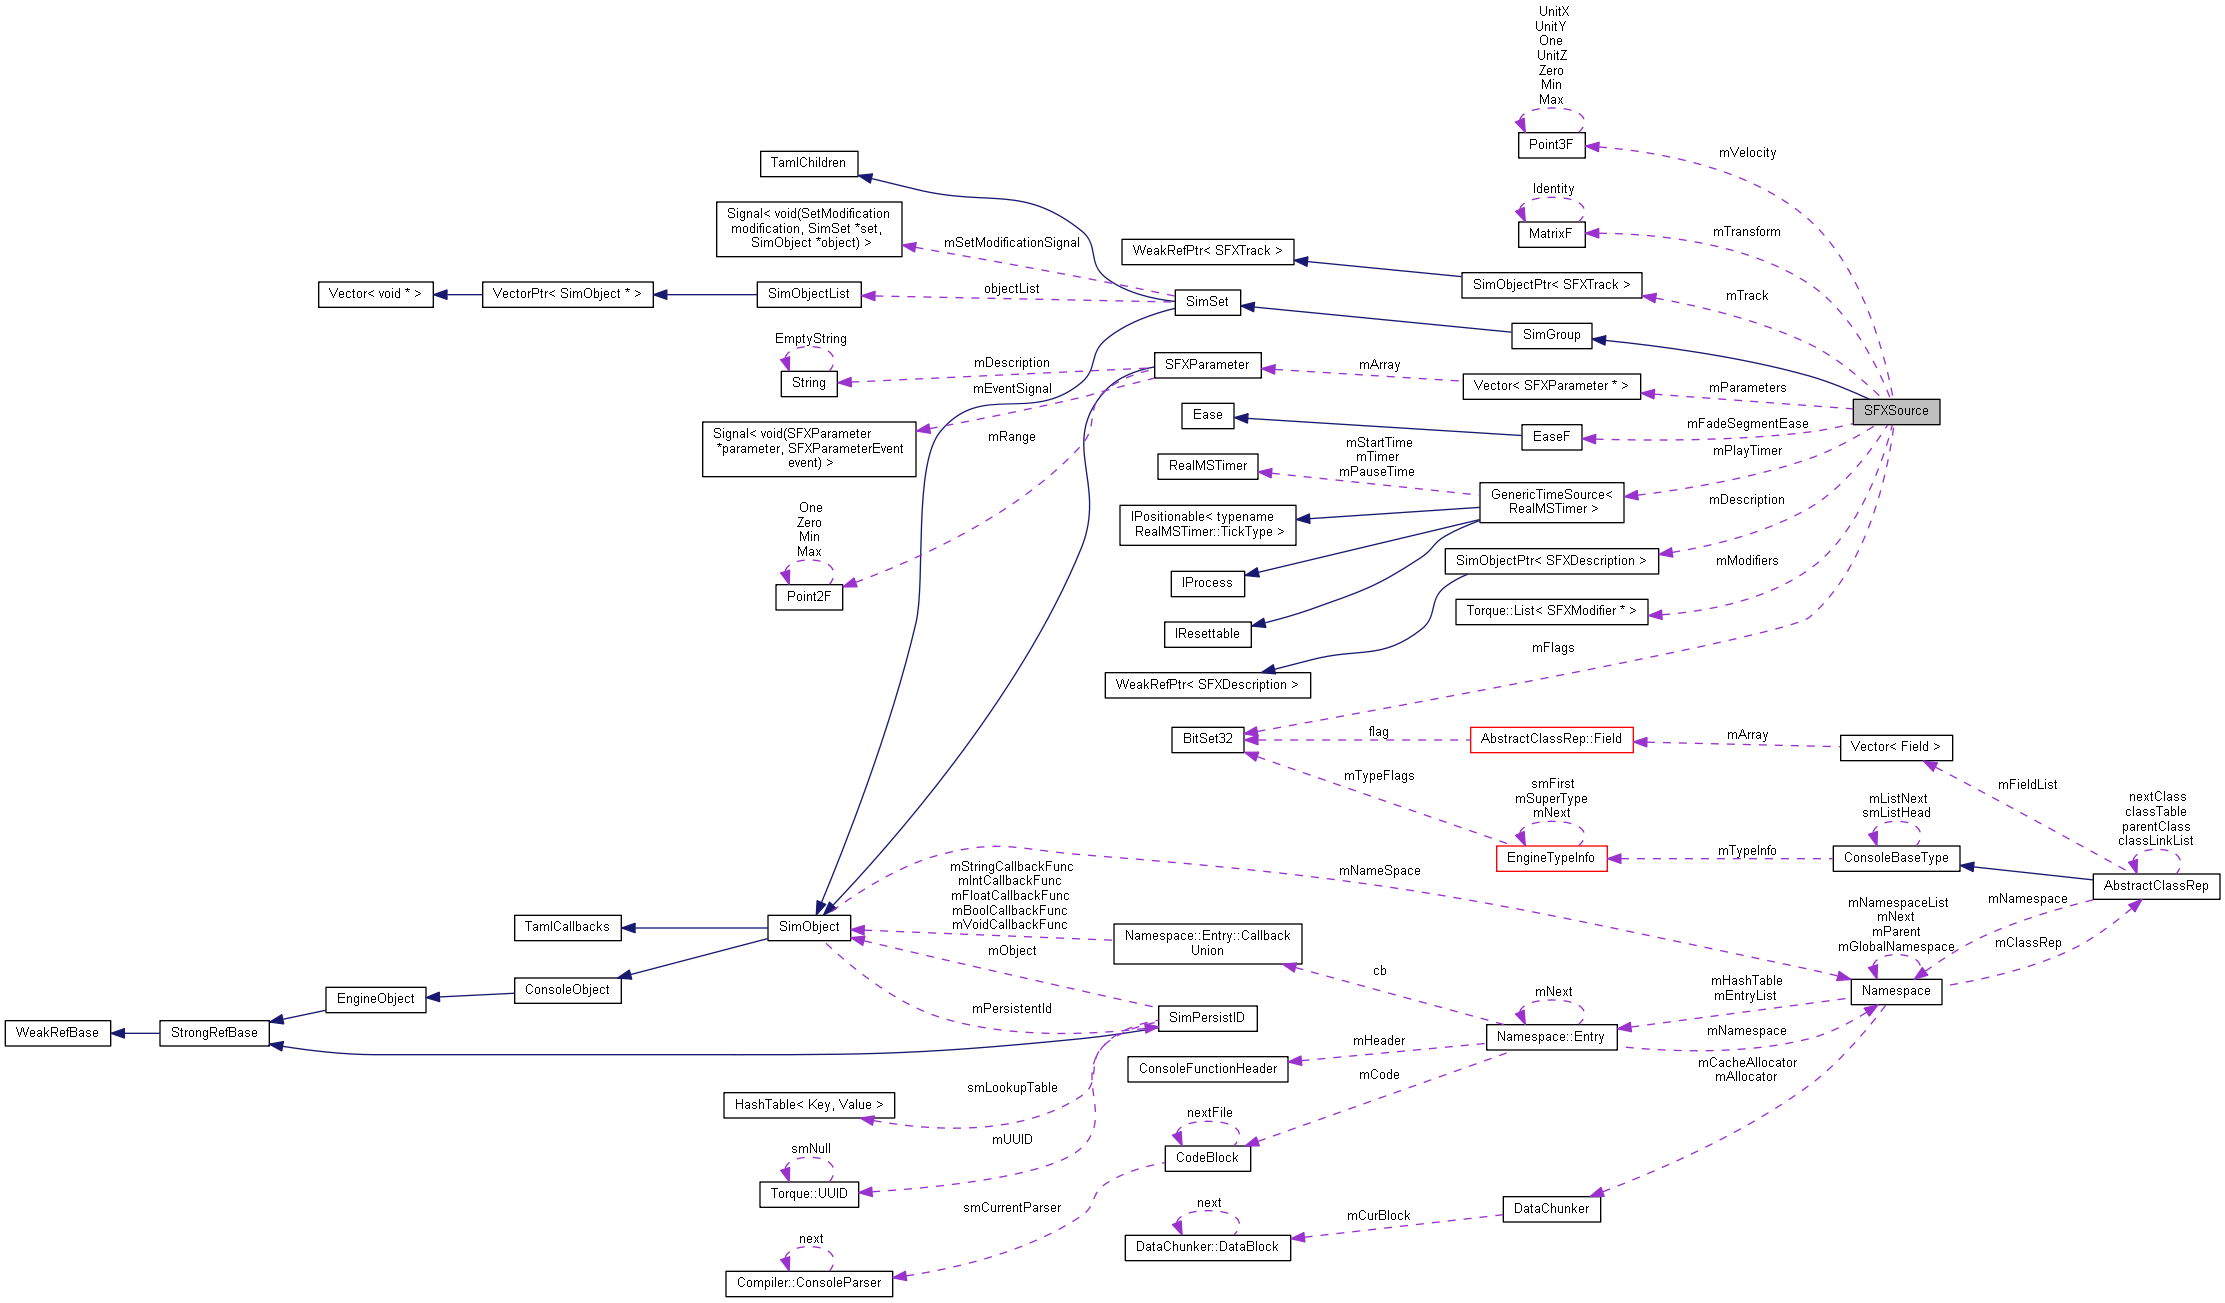 UnitX
UnitY
One
UnitZ
Zero
Min
Max
Point3F
mVelocity
TamlChildren
Identity
MatrixF
mTransform
Signal< void(SetModification
modification, SimSet *set,
SimObject *object) >
mSetModificationSignal
WeakRefPtr< SFXTrack >
SimObjectPtr< SFXTrack >
mTrack
Vector< void * >
VectorPtr< SimObject * >
SimObjectList
objectList
SimSet
SimGroup
EmptyString
String
mDescription
mEventSignal
SFXParameter
mArray
Vector< SFXParameter * >
mParameters
SFXSource
Signal< void(SFXParameter
*parameter, SFXParameterEvent
event) >
mRange
Ease
EaseF
mFadeSegmentEase
mPlayTimer
mStartTime
mTimer
mPauseTime
RealMSTimer
GenericTimeSource<
RealMSTimer >
mDescription
IPositionable< typename
RealMSTimer::TickType >
One
Zero
Min
Max
Point2F
IProcess
SimObjectPtr< SFXDescription >
mModifiers
Torque::List< SFXModifier * >
IResettable
mFlags
WeakRefPtr< SFXDescription >
BitSet32
flag
AbstractClassRep::Field
mArray
Vector< Field >
mTypeFlags
smFirst
mSuperType
mNext
EngineTypeInfo
mTypeInfo
mListNext
smListHead
ConsoleBaseType
mFieldList
nextClass
classTable
parentClass
classLinkList
AbstractClassRep
mNameSpace
mStringCallbackFunc
mIntCallbackFunc
mFloatCallbackFunc
mBoolCallbackFunc
mVoidCallbackFunc
TamlCallbacks
SimObject
Namespace::Entry::Callback
Union
mObject
mNamespaceList
mNext
mParent
mGlobalNamespace
mNamespace
mClassRep
Namespace
cb
mHashTable
mEntryList
EngineObject
ConsoleObject
mPersistentId
SimPersistID
mNext
Namespace::Entry
mNamespace
WeakRefBase
StrongRefBase
mHeader
ConsoleFunctionHeader
mCode
mCacheAllocator
mAllocator
smLookupTable
HashTable< Key, Value >
mUUID
smNull
Torque::UUID
nextFile
CodeBlock
smCurrentParser
next
DataChunker::DataBlock
mCurBlock
DataChunker
next
Compiler::ConsoleParser